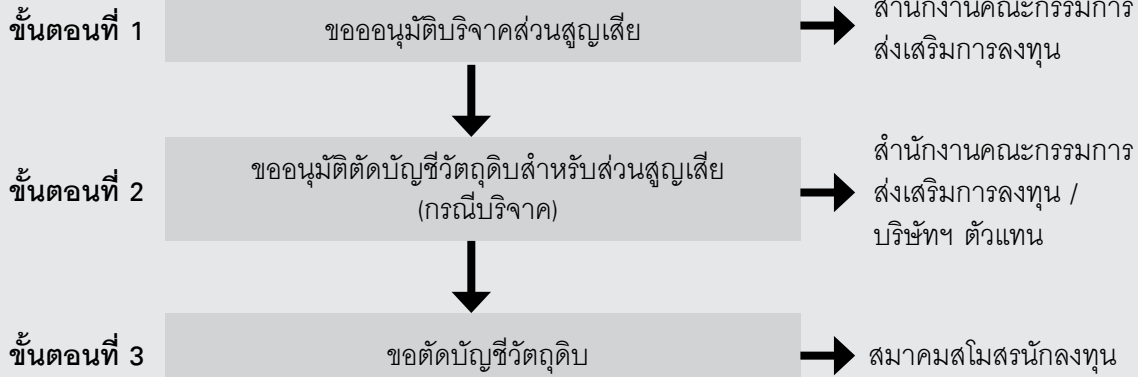 ขั้นตอนที่ 1
ขอออนุมัติบริจาคส่วนสูญเสีย
สำนักงานคณะกรรมการ
ส่งเสริมการลงทุน
ขั้นตอนที่ 2
ขออนุมัติตัดบัญชีวัตถุดิบสำหรับส่วนสูญเสีย
(กรณีบริจาค)
สำนักงานคณะกรรมการ
ส่งเสริมการลงทุน /
บริษัทฯ ตัวแทน
ขั้นตอนที่ 3
ขอตัดบัญชีวัตถุดิบ
สมาคมสโมสรนักลงทุน